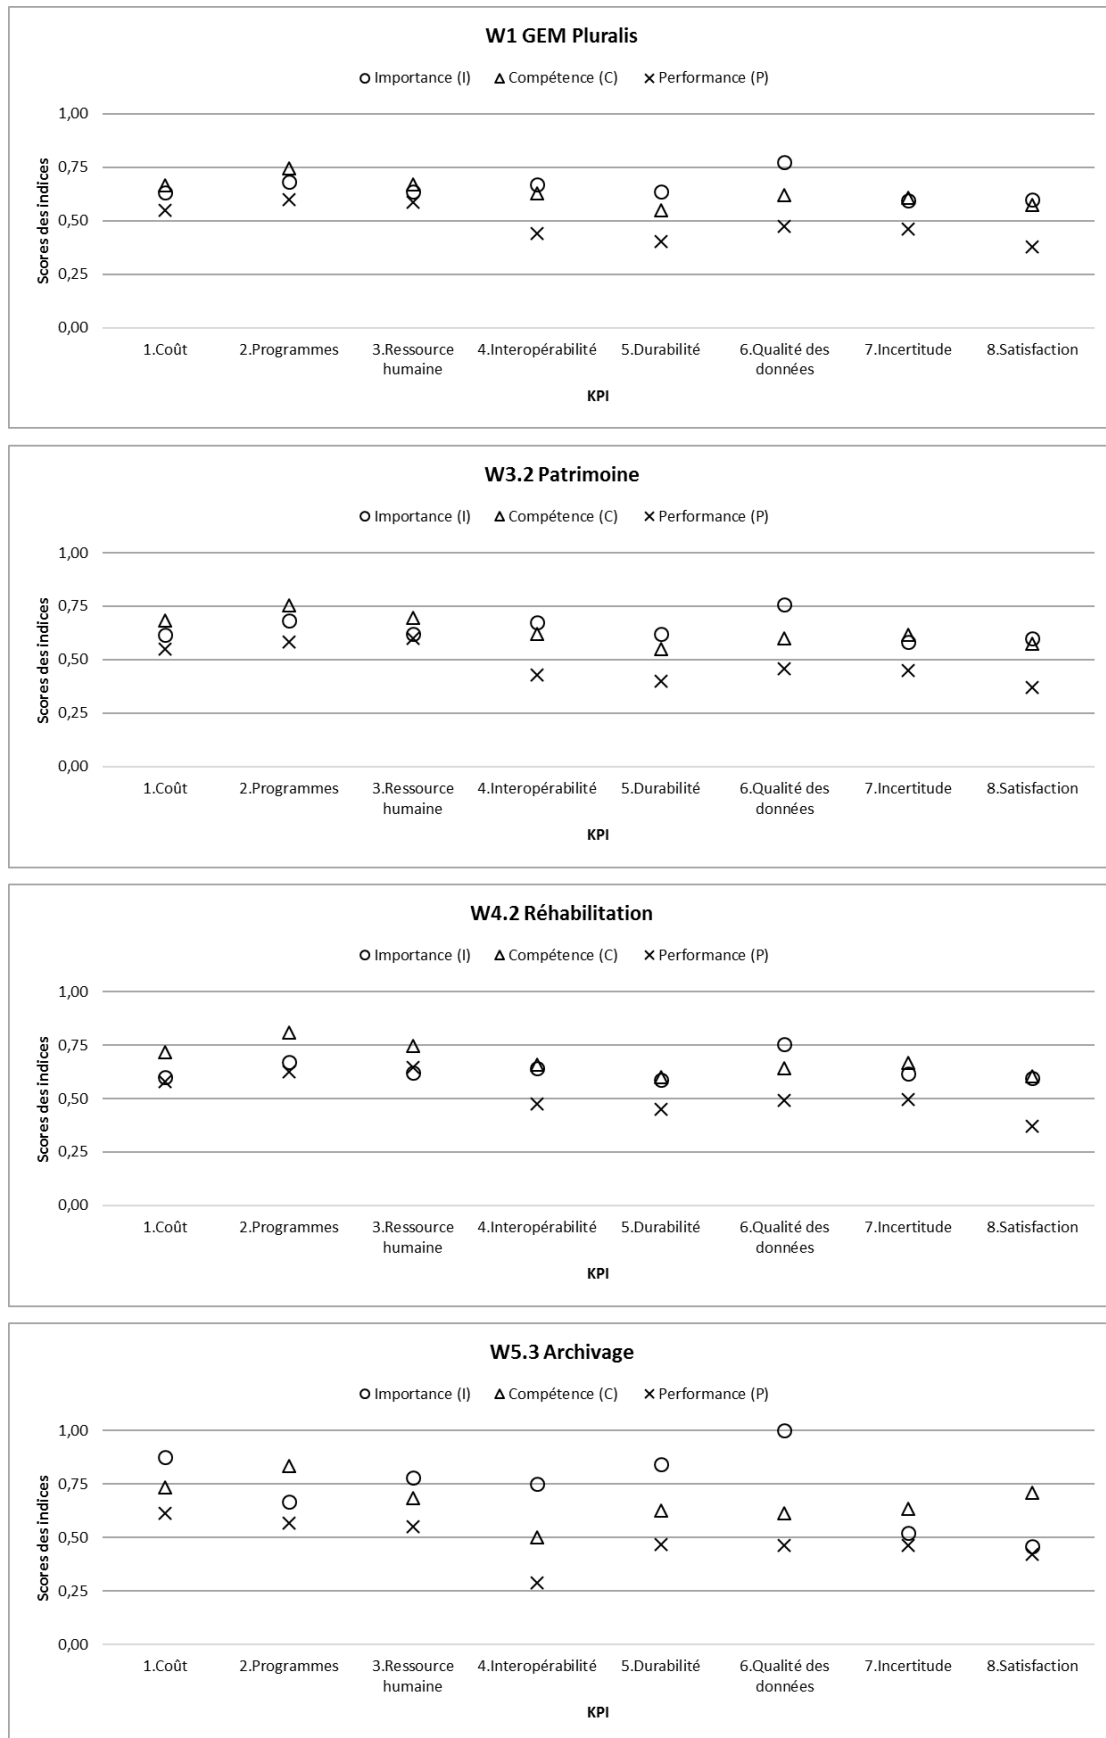 W1 GEM Pluralis
Importance (I) Compétence (C) Performance (P)
Scores des indices
1,00
0,75
0,50
0,25
0,00
1.Coût 2.Programmes 3.Ressource humaine 4.Interopérabilité 5.Durabilité 6.Qualité des données 7.Incertitude 8.Satisfaction
KPI
W3.2 Patrimoine
Importance (I) Compétence (C) Performance (P)
Scores des indices
1,00
0,75
0,50
0,25
0,00
1.Coût 2.Programmes 3.Ressource humaine 4.Interopérabilité 5.Durabilité 6.Qualité des données 7.Incertitude 8.Satisfaction
KPI
W4.2 Réhabilitation
Importance (I) Compétence (C) Performance (P)
Scores des indices
1,00
0,75
0,50
0,25
0,00
1.Coût 2.Programmes 3.Ressource humaine 4.Interopérabilité 5.Durabilité 6.Qualité des données 7.Incertitude 8.Satisfaction
KPI
W5.3 Archivage
Importance (I) Compétence (C) Performance (P)
Scores des indices
1,00
0,75
0,50
0,25
0,00
1.Coût 2.Programmes 3.Ressource humaine 4.Interopérabilité 5.Durabilité 6.Qualité des données 7.Incertitude 8.Satisfaction
KPI